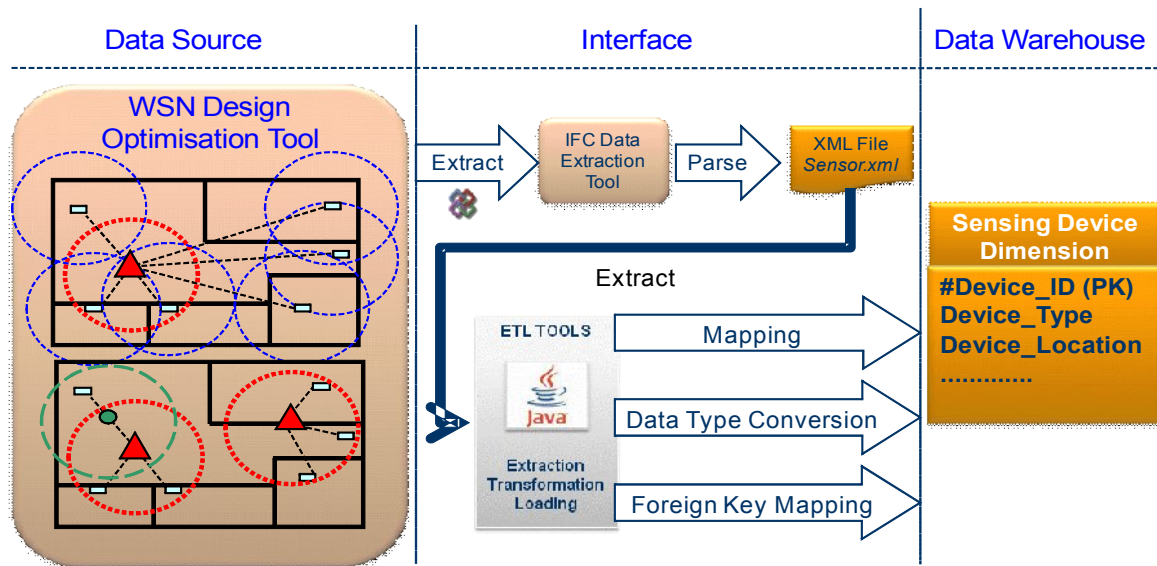 Data Source
Interface
Data Warehouse
WSN Design
Optimisation Tool
Extract
IFC Data
Extraction
Tool
Parse
XML File
Sensor.xml
Extract
ETL TOOLS
Java
Extraction
Transformation
Loading
Mapping
Data Type Conversion
Foreign Key Mapping
Sensing Device
Dimension
#Device_ID (PK)
Device_Type
Device_Location
.............